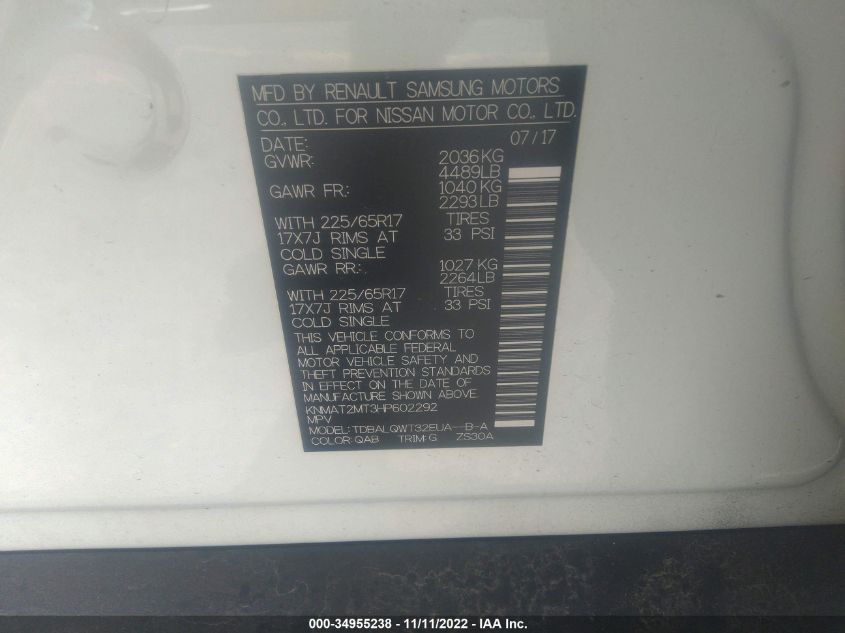 MFD BY RENAULT SAMSUNG MOTORS
CO., LTD. FOR NISSAN MOTOR CO., LTD.
DATE: 07/17
GVWR: 2036KG
4489LB
GAWR FR.: 1040KG
2293LB
WITH 225/65R17 TIRES
17X7J RIMS AT 33 PSI
COLD SINGLE
GAWR RR.: 1027KG
2264LB
WITH 225/65R17 TIRES
17X7J RIMS AT 33 PSI
COLD SINGLE
THIS VEHICLE CONFORMS TO
ALL APPLICABLE FEDERAL
MOTOR VEHICLE SAFETY AND
THEFT PREVENTION STANDARDS
IN EFFECT ON THE DATE OF
MANUFACTURE SHOWN ABOVE.
KNMAT2MT3HP602292
MPV
MODEL: TDBALQWT32EUA--B-A
COLOR: QAB TRIM: G ZS30A
000-34955238 - 11/11/2022 - IAA Inc.